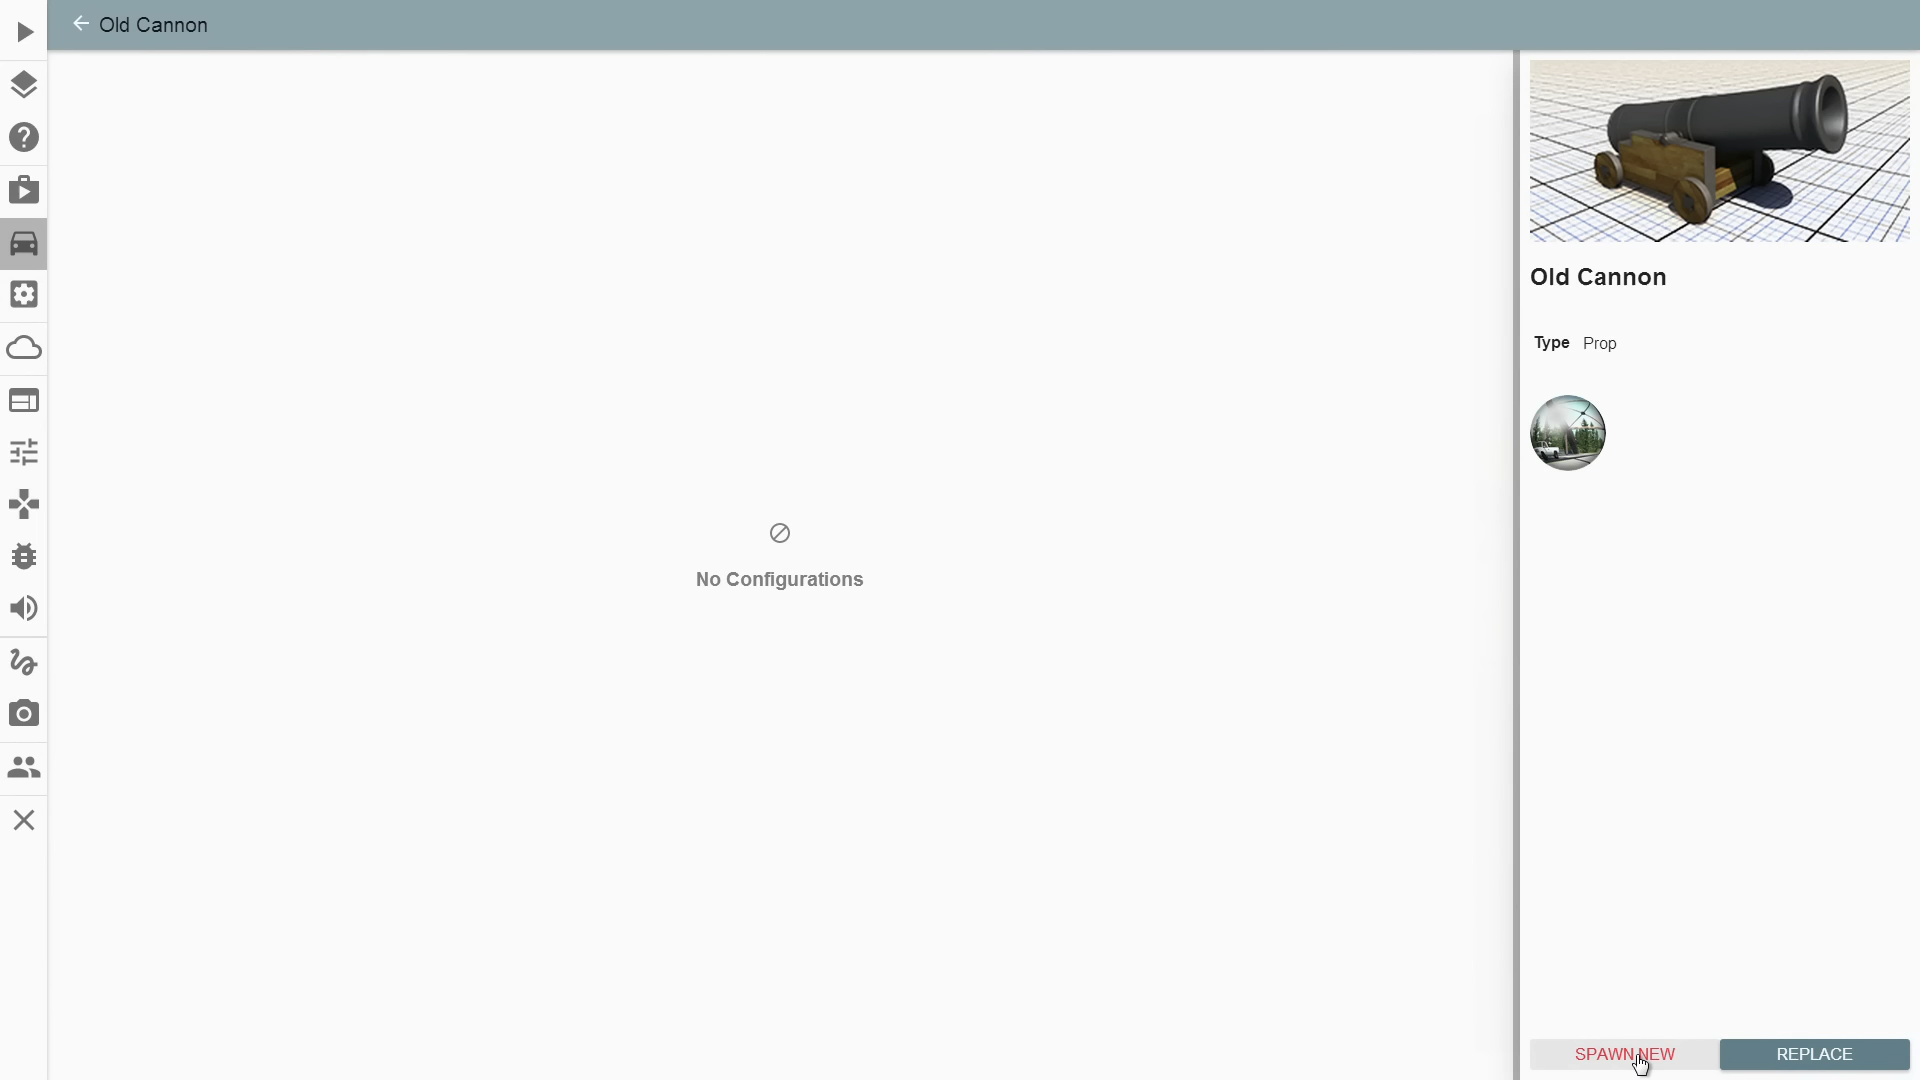 Old Cannon
Old Cannon
Type Prop
No Configurations
SPAWN NEW
REPLACE